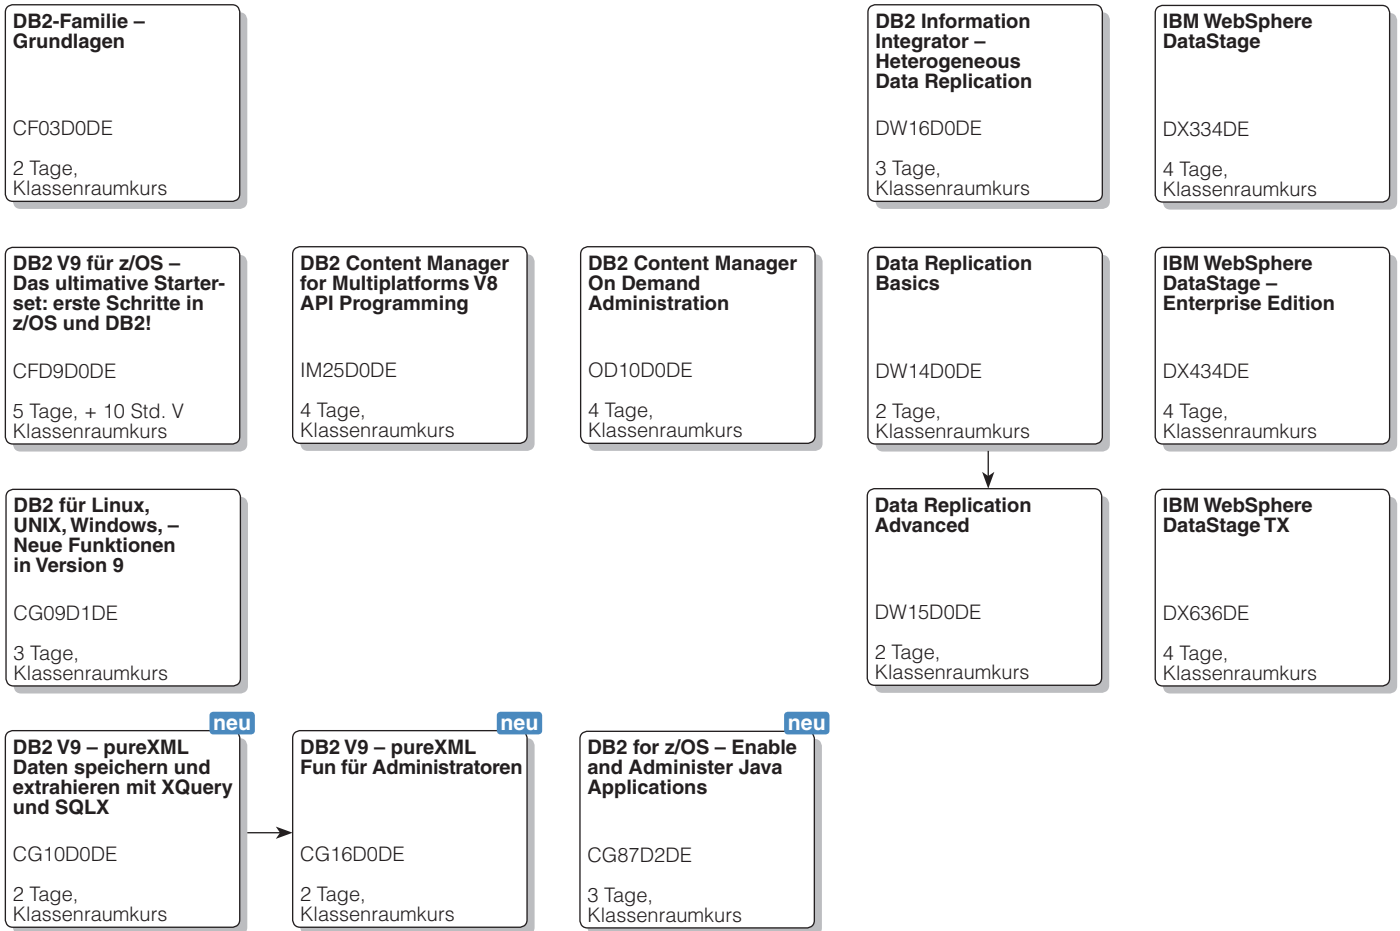 DB2-Familie –
Grundlagen
CF03D0DE
2 Tage,
Klassenraumkurs
DB2 Information
Integrator –
Heterogeneous
Data Replication
DW16D0DE
3 Tage,
Klassenraumkurs
IBM WebSphere
DataStage
DX334DE
4 Tage,
Klassenraumkurs
DB2 V9 für z/OS –
Das ultimative Starter-
set: erste Schritte in
z/OS und DB2!
CFD9D0DE
5 Tage, + 10 Std. V
Klassenraumkurs
DB2 Content Manager
for Multiplatforms V8
API Programming
IM25D0DE
4 Tage,
Klassenraumkurs
DB2 Content Manager
On Demand
Administration
OD10D0DE
4 Tage,
Klassenraumkurs
Data Replication
Basics
DW14D0DE
2 Tage,
Klassenraumkurs
IBM WebSphere
DataStage –
Enterprise Edition
DX434DE
4 Tage,
Klassenraumkurs
DB2 für Linux,
UNIX, Windows, –
Neue Funktionen
in Version 9
CG09D1DE
3 Tage,
Klassenraumkurs
Data Replication
Advanced
DW15D0DE
2 Tage,
Klassenraumkurs
IBM WebSphere
DataStage TX
DX636DE
4 Tage,
Klassenraumkurs
neu
DB2 V9 – pureXML
Daten speichern und
extrahieren mit XQuery
und SQLX
CG10D0DE
2 Tage,
Klassenraumkurs
neu
DB2 V9 – pureXML
Fun für Administratoren
CG16D0DE
2 Tage,
Klassenraumkurs
neu
DB2 for z/OS – Enable
and Administer Java
Applications
CG87D2DE
3 Tage,
Klassenraumkurs